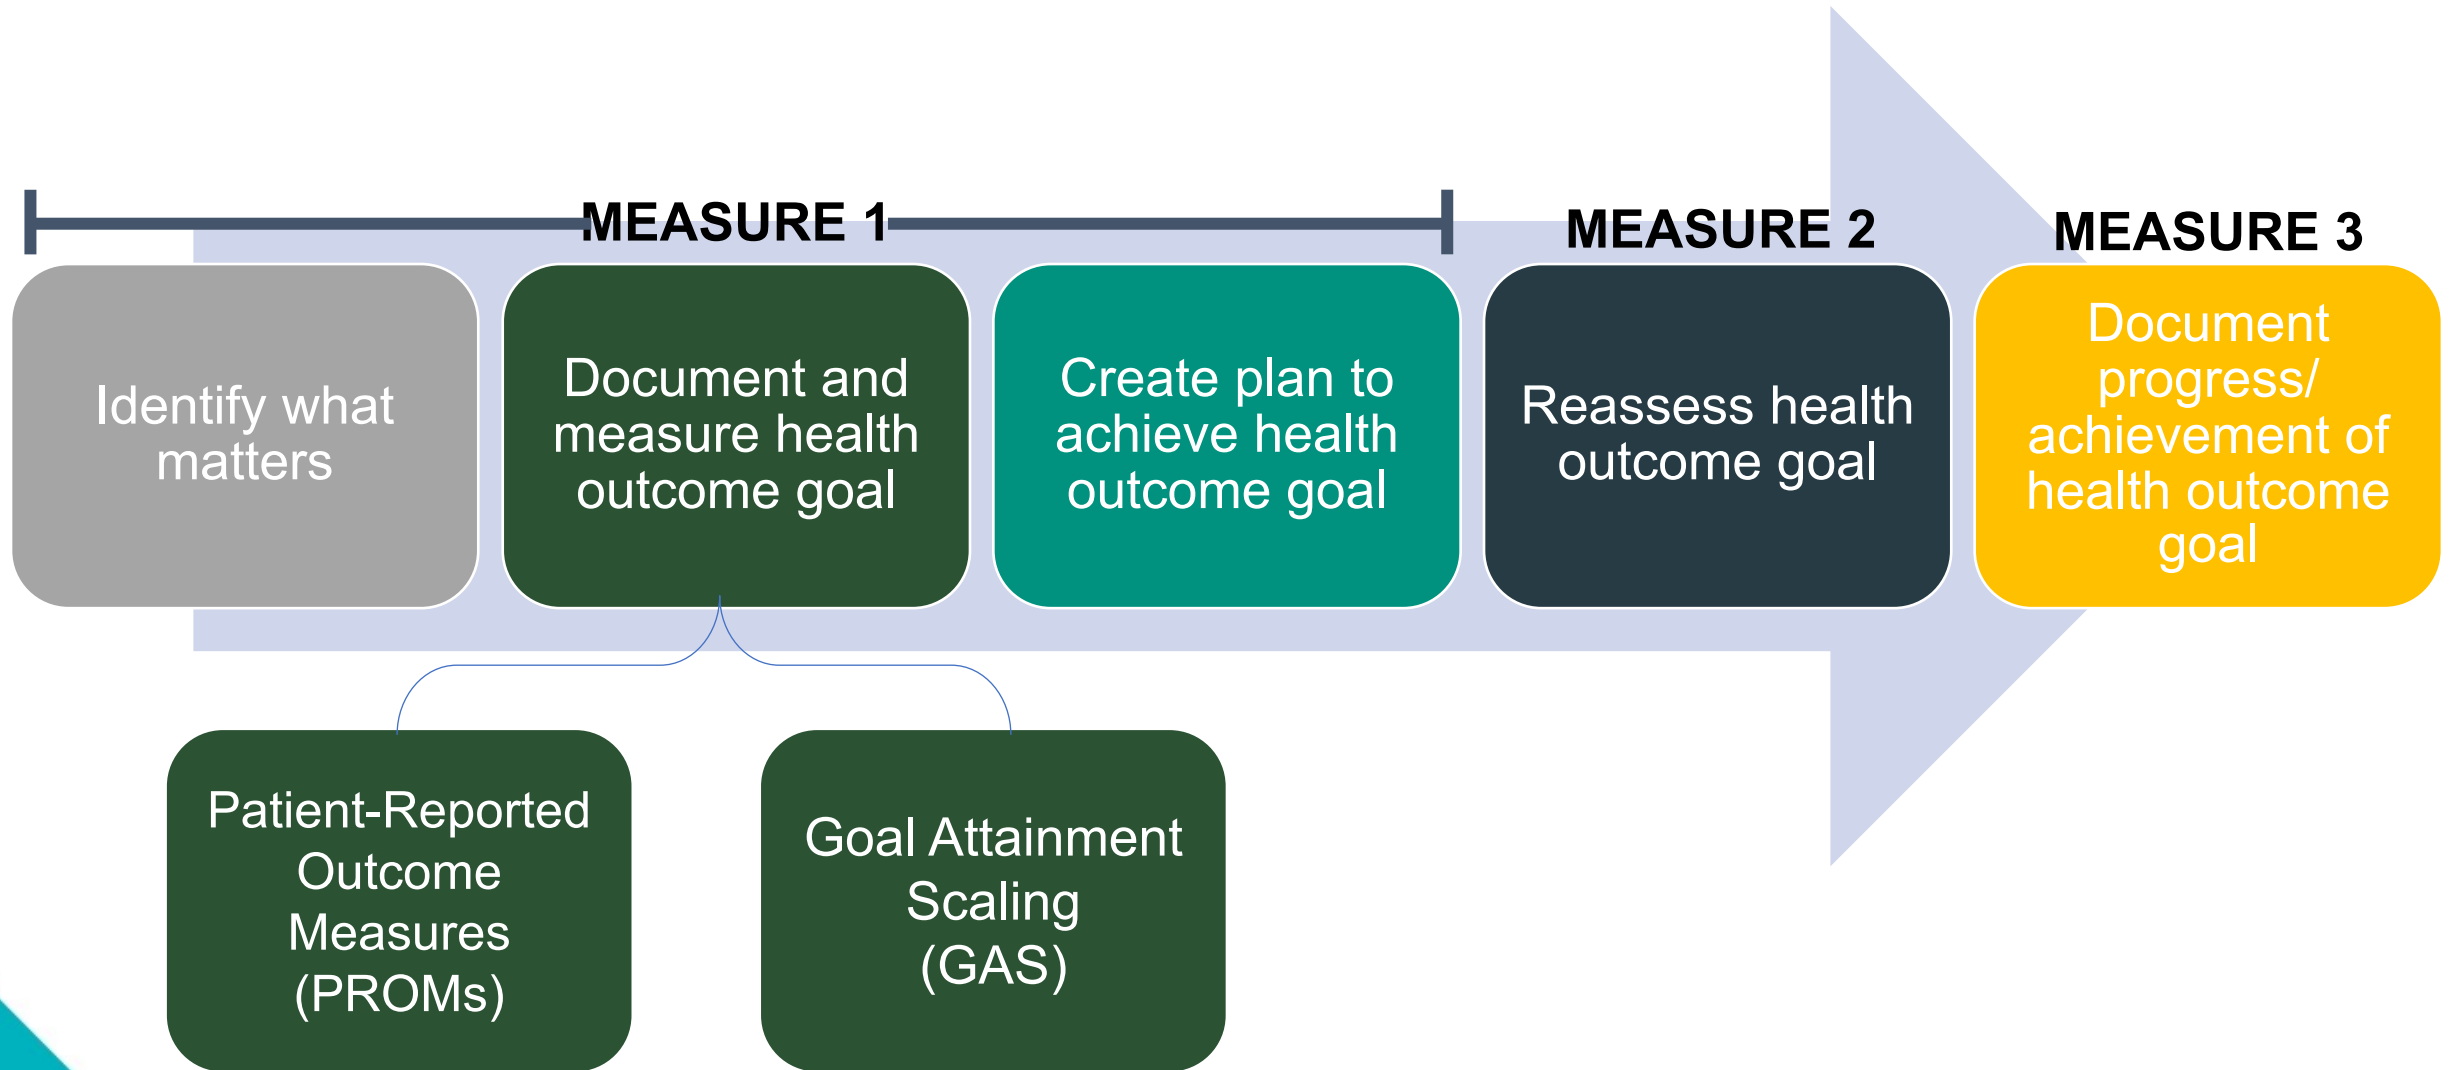 MEASURE 1
MEASURE 2
MEASURE 3
Identify what
matters
Document and
measure health
outcome goal
Create plan to
achieve health
outcome goal
Reassess health
outcome goal
Document
progress/
achievement of
health outcome
goal
Patient-Reported
Outcome
Measures
(PROMs)
Goal Attainment
Scaling
(GAS)